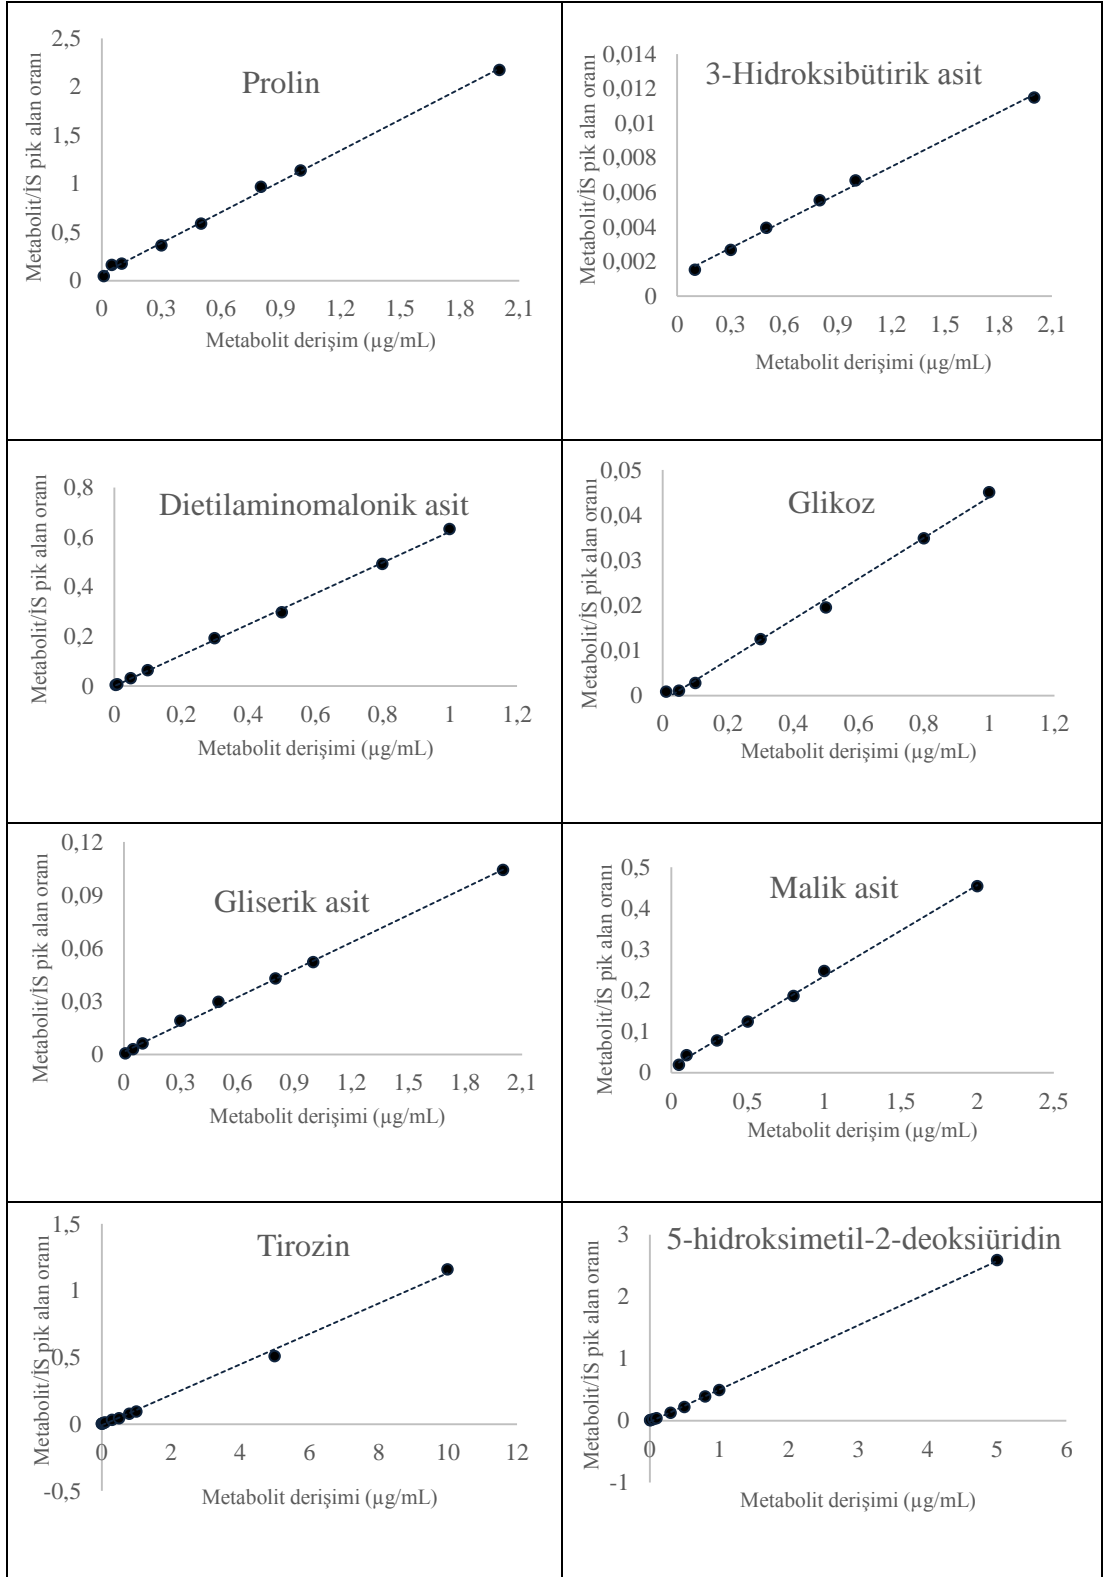 Prolin
Metabolit/İS pik alan oranı
2,5
2
1,5
1
0,5
0
0 0,3 0,6 0,9 1,2 1,5 1,8 2,1
Metabolit derişim (µg/mL)
3-Hidroksibütirik asit
Metabolit/İS pik alan oranı
0,014
0,012
0,01
0,008
0,006
0,004
0,002
0
0 0,3 0,6 0,9 1,2 1,5 1,8 2,1
Metabolit derişimi (µg/mL)
Dietilaminomalonik asit
Metabolit/İS pik alan oranı
0,8
0,6
0,4
0,2
0
0 0,2 0,4 0,6 0,8 1 1,2
Metabolit derişimi (µg/mL)
Glikoz
Metabolit/İS pik alan oranı
0,05
0,04
0,03
0,02
0,01
0
0 0,2 0,4 0,6 0,8 1 1,2
Metabolit derişimi (µg/mL)
Gliserik asit
Metabolit/İS pik alan oranı
0,12
0,09
0,06
0,03
0
0 0,3 0,6 0,9 1,2 1,5 1,8 2,1
Metabolit derişimi (µg/mL)
Malik asit
Metabolit/İS pik alan oranı
0,5
0,4
0,3
0,2
0,1
0
0 0,5 1 1,5 2 2,5
Metabolit derişim (µg/mL)
Tirozin
Metabolit/İS pik alan oranı
1,5
1
0,5
0
-0,5
0 2 4 6 8 10 12
Metabolit derişimi (µg/mL)
5-hidroksimetil-2-deoksiüridin
Metabolit/İS pik alan oranı
3
2
1
0
-1
0 1 2 3 4 5 6
Metabolit derişimi (µg/mL)